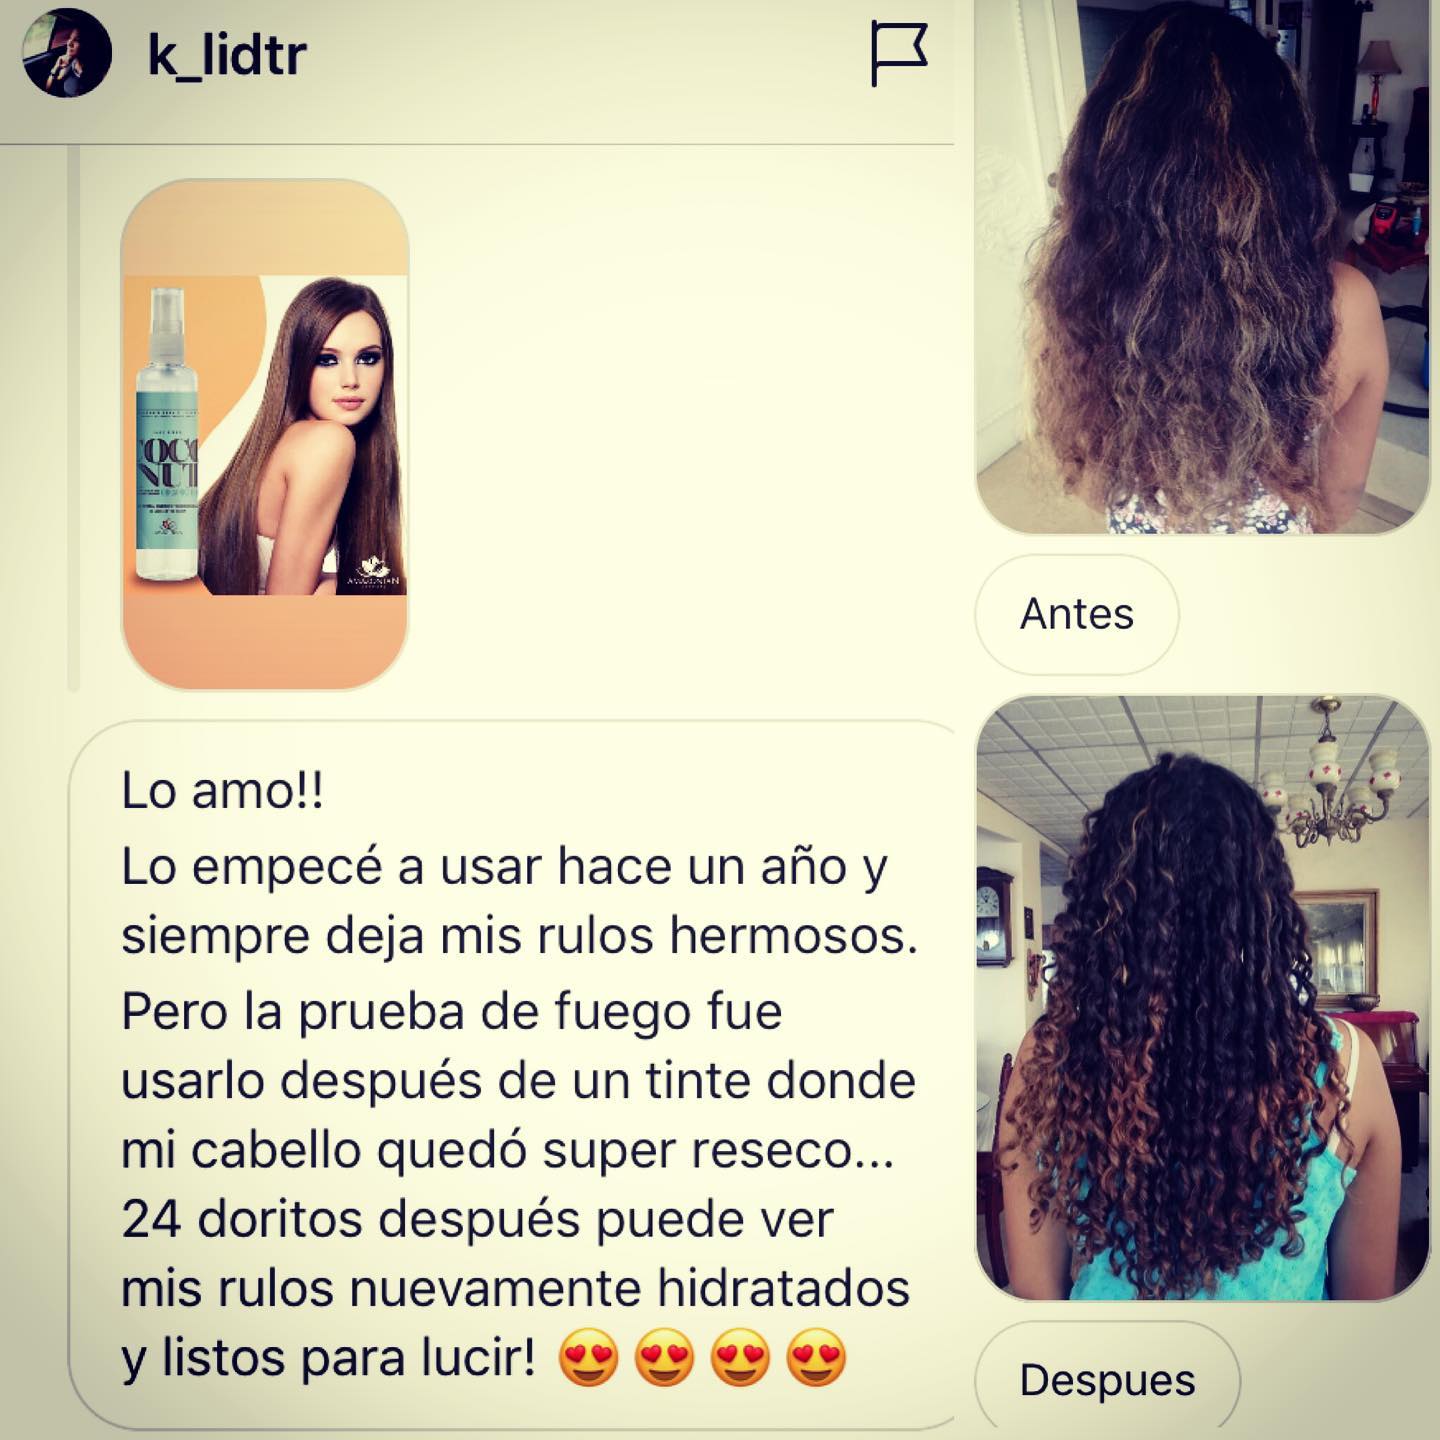 k_lidtr
COCO
NUT
AMAZONIAN
Lo amo!!
Lo empecé a usar hace un año y
siempre deja mis rulos hermosos.
Pero la prueba de fuego fue
usarlo después de un tinte donde
mi cabello quedó super reseco...
24 doritos después puede ver
mis rulos nuevamente hidratados
y listos para lucir! 😍 😍 😍 😍
Antes
Despues